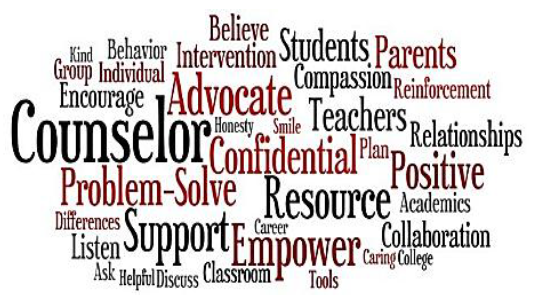 Believe
Kind Behavior Intervention Students Parents
Group Individual Compassion Reinforcement
Encourage Advocate Teachers
Counselor Honesty Smile Relationships
Confidential Plan Positive
Problem-Solve Resource Academics
Differences Support Career Collaboration
Listen Empower Caring College
Ask Helpful Discuss Classroom Tools